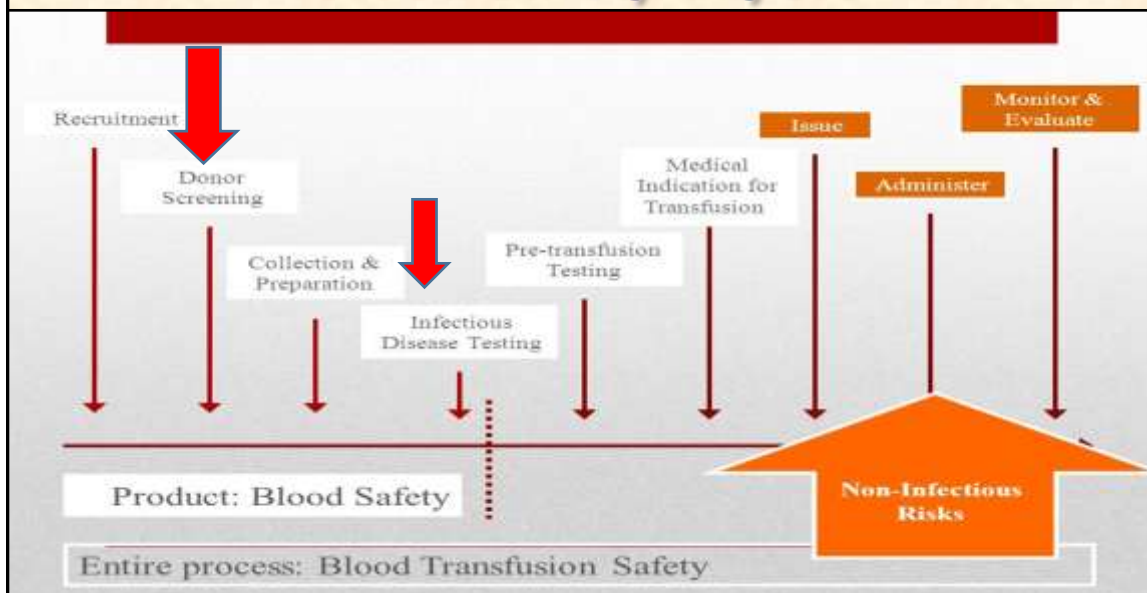 Recruitment
Donor
Screening
Collection &
Preparation
Infectious
Disease Testing
Pre-transfusion
Testing
Medical
Indication for
Transfusion
Issue
Administer
Monitor &
Evaluate
Product: Blood Safety
Non-Infectious
Risks
Entire process: Blood Transfusion Safety